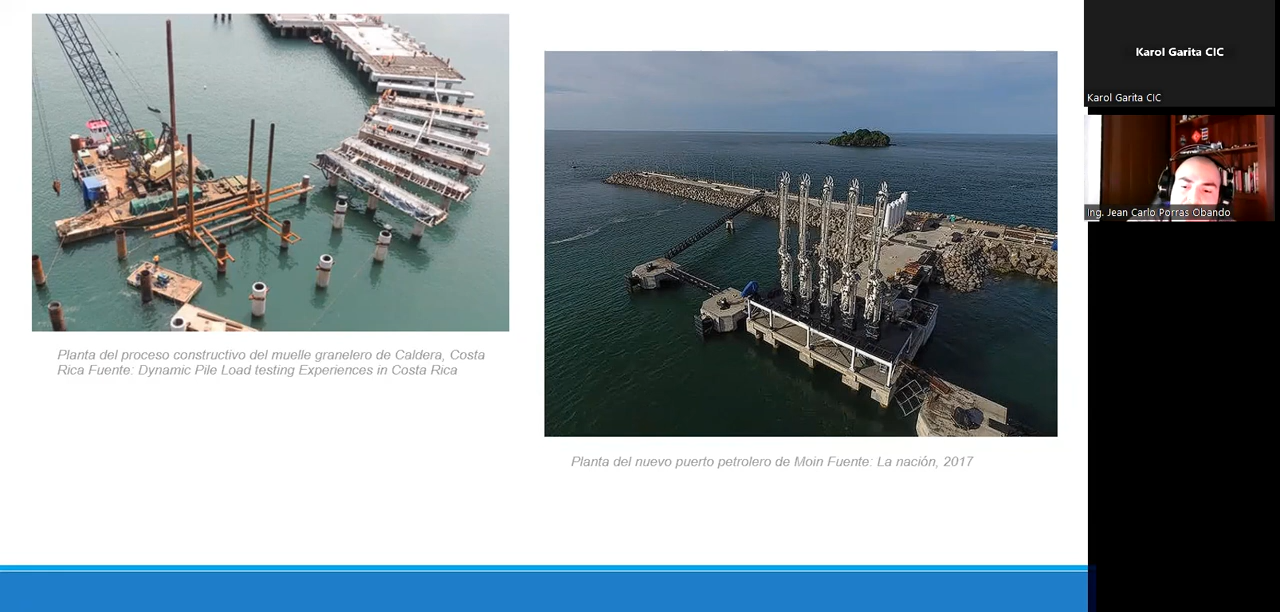 Planta del proceso constructivo del muelle granelero de Caldera, Costa
Rica Fuente: Dynamic Pile Load testing Experiences in Costa Rica
Planta del nuevo puerto petrolero de Moin Fuente: La nación, 2017
Karol Garita CIC
Karol Garita CIC
Ing. Jean Carlo Porras Obando